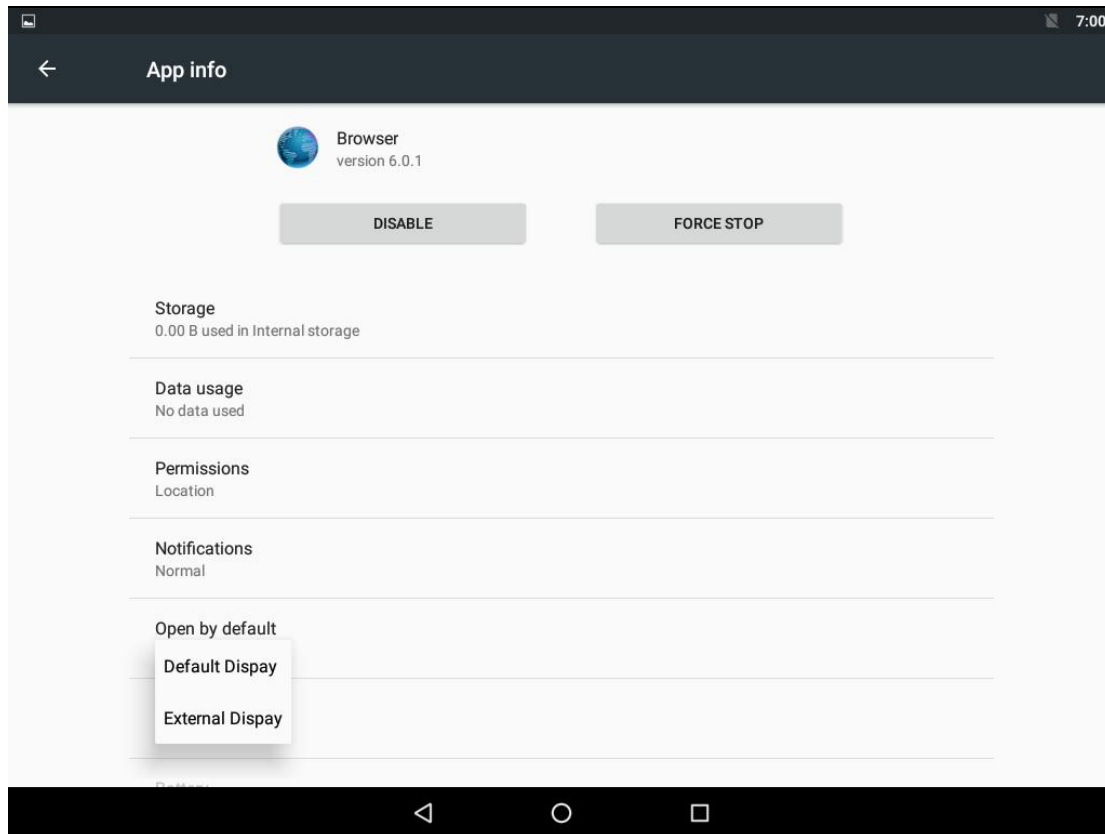 7:00
App info
Browser
version 6.0.1
DISABLE FORCE STOP
Storage
0.00 B used in Internal storage
Data usage
No data used
Permissions
Location
Notifications
Normal
Open by default
Default Dispay
External Dispay